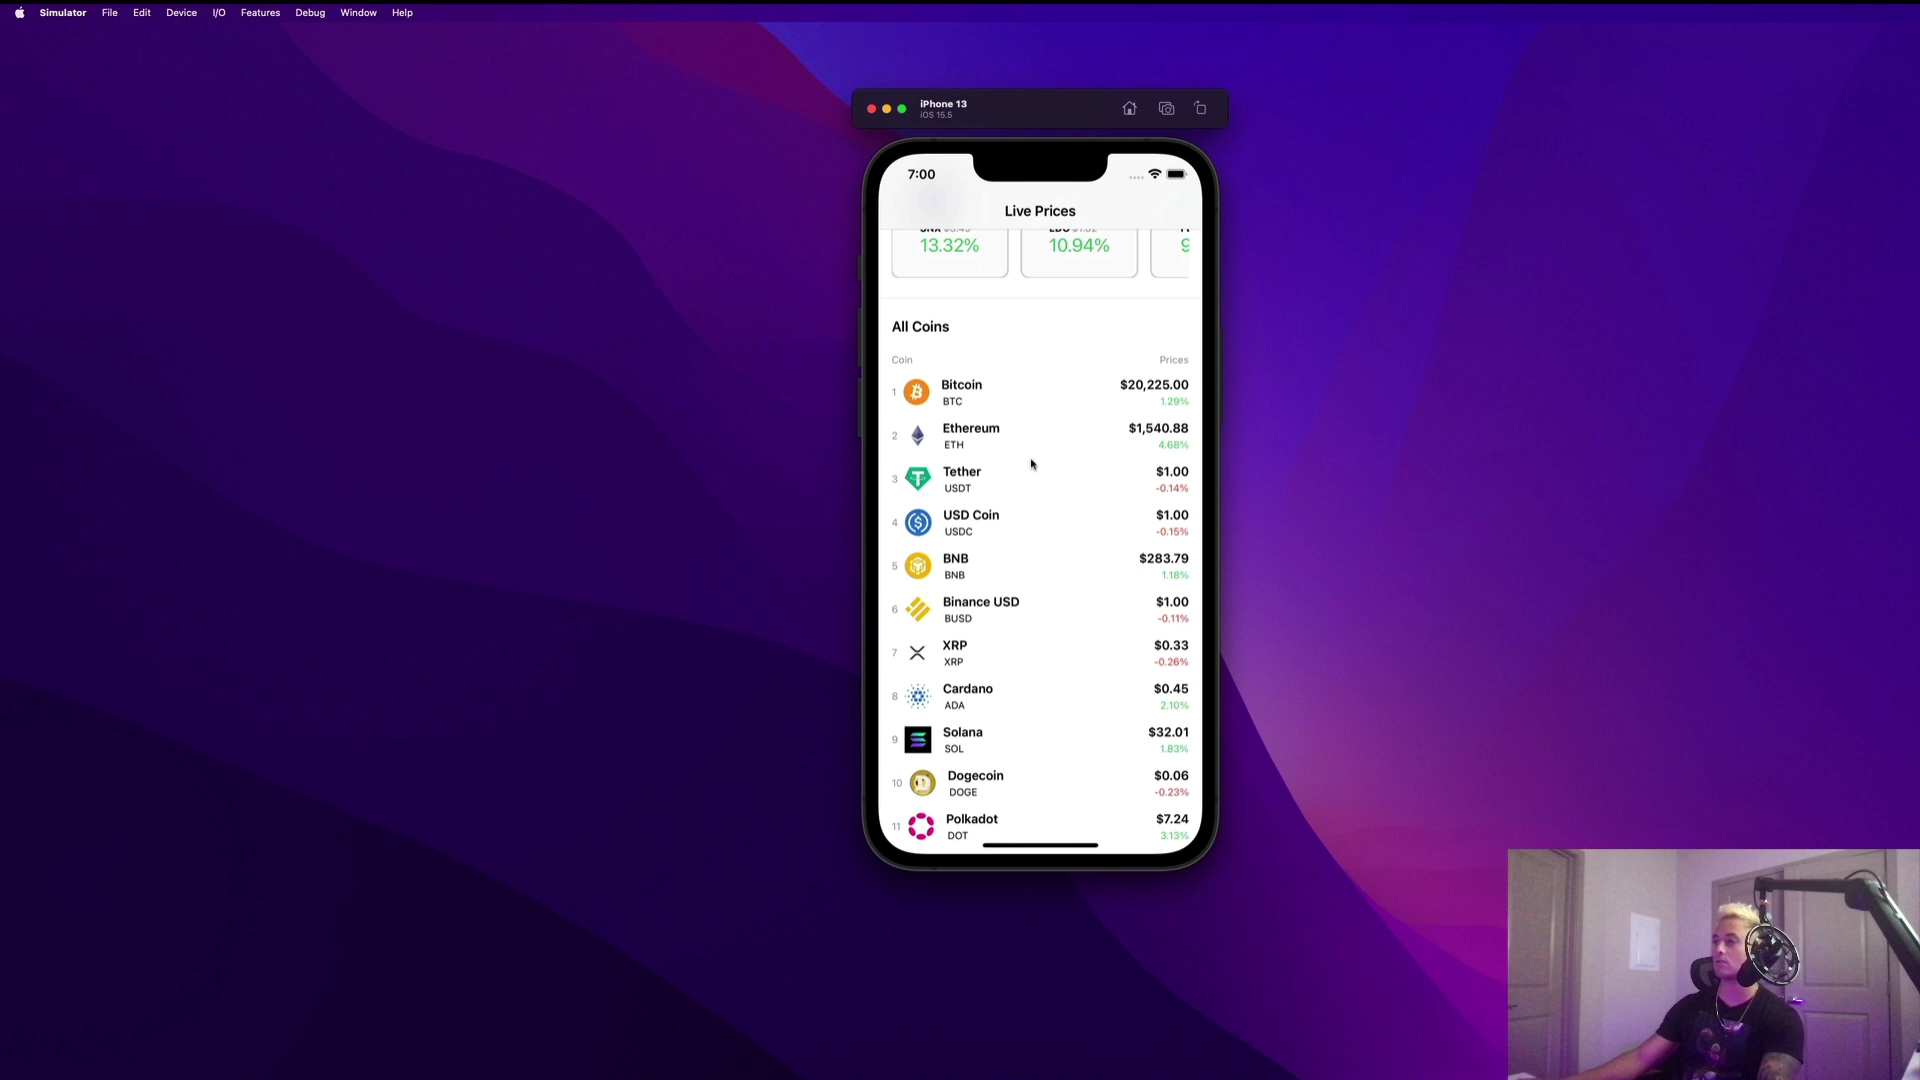 Simulator File Edit Device I/O Features Debug Window Help
iPhone 13
iOS 15.5
7:00
Live Prices
SNX $3.43
13.32%
10.94%
9
All Coins
Coin Prices
1 Bitcoin $20,225.00
BTC 1.29%
2 Ethereum $1,540.88
ETH 4.68%
3 Tether $1.00
USDT -0.14%
4 USD Coin $1.00
USDC -0.15%
5 BNB $283.79
BNB 1.18%
6 Binance USD $1.00
BUSD -0.11%
7 XRP $0.33
XRP -0.26%
8 Cardano $0.45
ADA 2.10%
9 Solana $32.01
SOL 1.83%
10 Dogecoin $0.06
DOGE -0.23%
11 Polkadot $7.24
DOT 3.13%